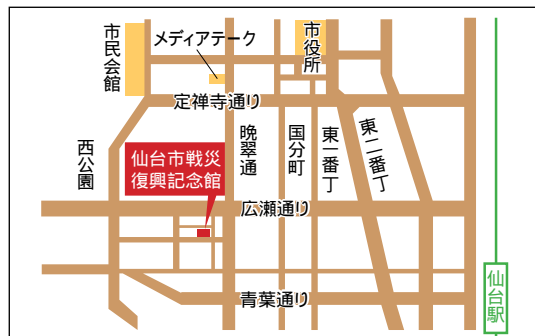 市民会館
メディアテーク
市役所
定禅寺通り
西公園
仙台市戦災
復興記念館
晩翠通
国分町
東一番丁
東二番丁
広瀬通り
仙台駅
青葉通り